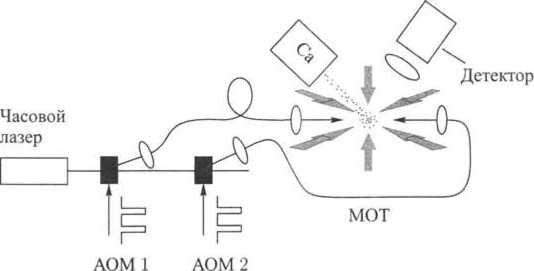 Ca
Детектор
Часовой
лазер
МОТ
АОМ 1
АОМ 2